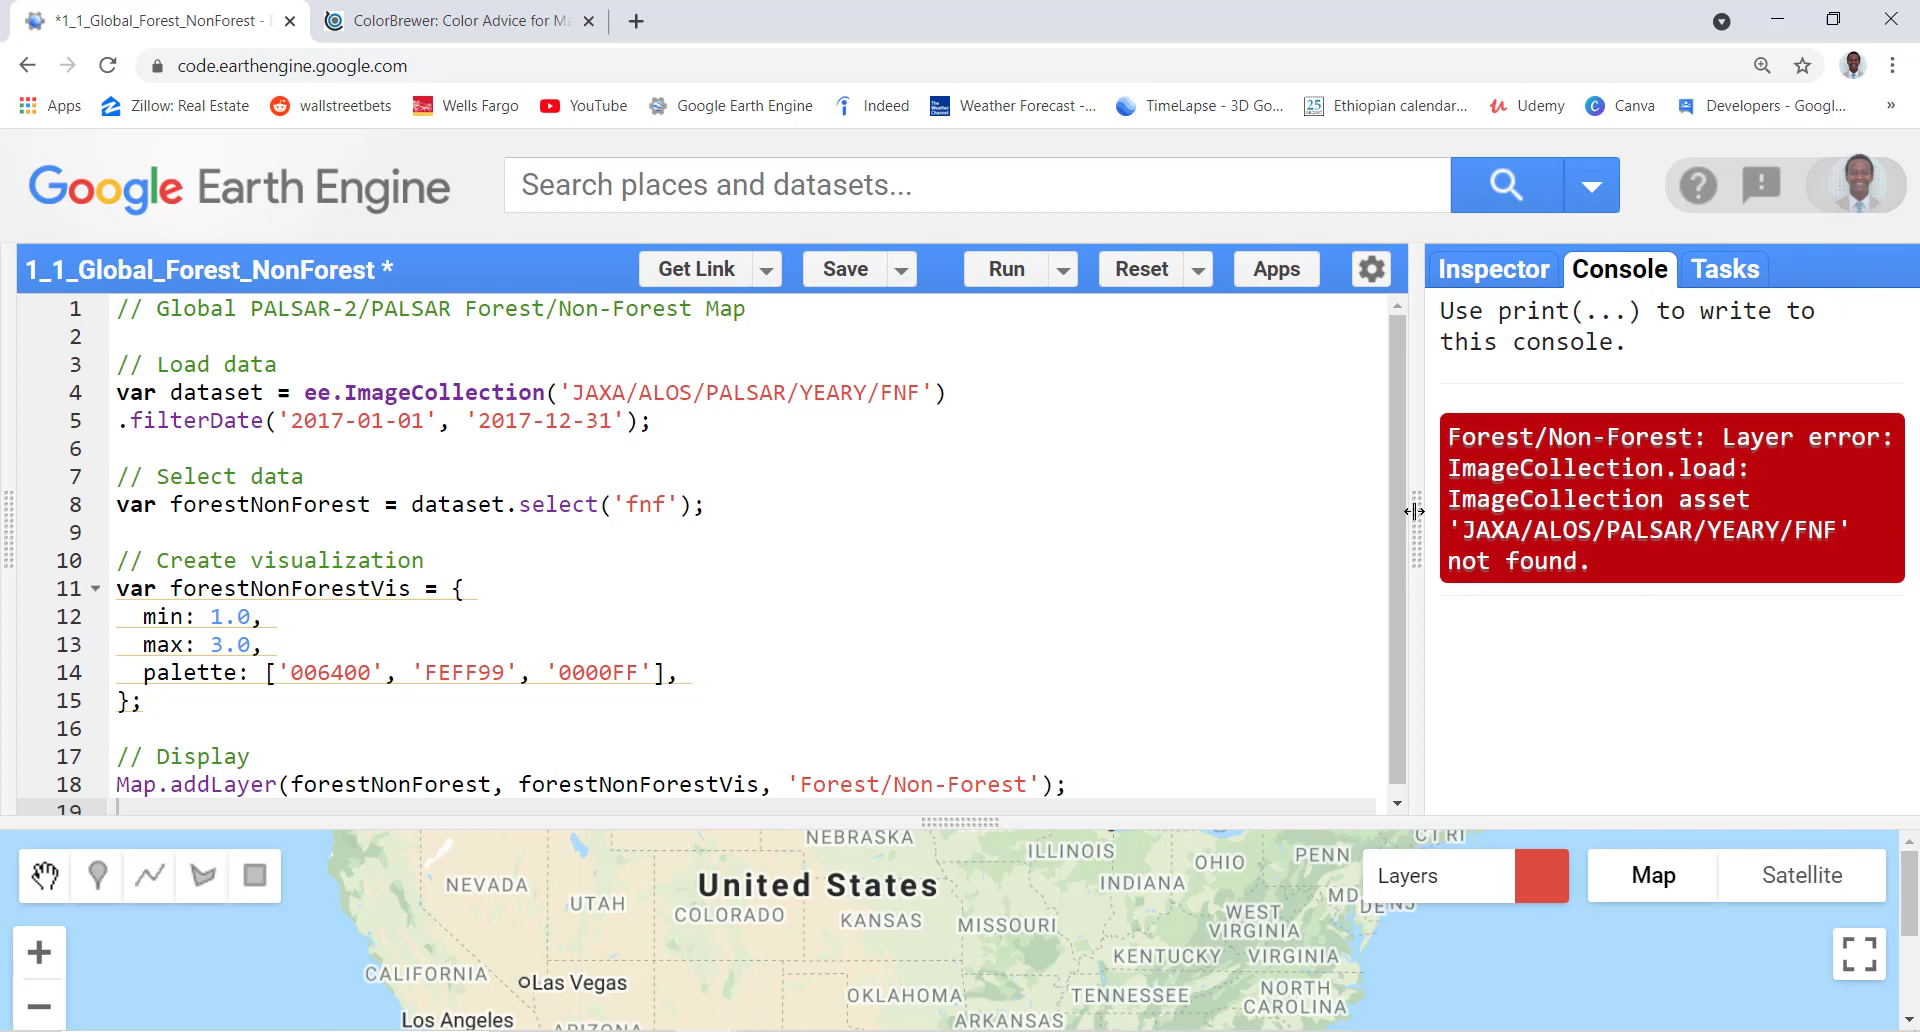 *1_1_Global_Forest_NonForest -
ColorBrewer: Color Advice for Ma
code.earthengine.google.com
Apps
Zillow: Real Estate
wallstreetbets
Wells Fargo
YouTube
Google Earth Engine
Indeed
Weather Forecast -...
TimeLapse - 3D Go...
25
Ethiopian calendar...
Udemy
Canva
Developers - Googl...
»
Google Earth Engine
Search places and datasets...
1_1_Global_Forest_NonForest *
Get Link
Save
Run
Reset
Apps
Inspector
Console
Tasks
1 // Global PALSAR-2/PALSAR Forest/Non-Forest Map
2
3 // Load data
4 var dataset = ee.ImageCollection('JAXA/ALOS/PALSAR/YEARY/FNF')
5 .filterDate('2017-01-01', '2017-12-31');
6
7 // Select data
8 var forestNonForest = dataset.select('fnf');
9
10 // Create visualization
11 var forestNonForestVis = {
12 min: 1.0,
13 max: 3.0,
14 palette: ['006400', 'FEFF99', '0000FF'],
15 };
16
17 // Display
18 Map.addLayer(forestNonForest, forestNonForestVis, 'Forest/Non-Forest');
19
Use print(...) to write to
this console.
Forest/Non-Forest: Layer error:
ImageCollection.load:
ImageCollection asset
'JAXA/ALOS/PALSAR/YEARY/FNF'
not found.
NEBRASKA
ILLINOIS
OHIO
PENN
CT RI
NEVADA
United States
INDIANA
MD
DE NJ
UTAH
COLORADO
KANSAS
MISSOURI
WEST
VIRGINIA
KENTUCKY
VIRGINIA
CALIFORNIA
Las Vegas
OKLAHOMA
TENNESSEE
NORTH
CAROLINA
Los Angeles
ARIZONA
ARKANSAS
Layers
Map
Satellite